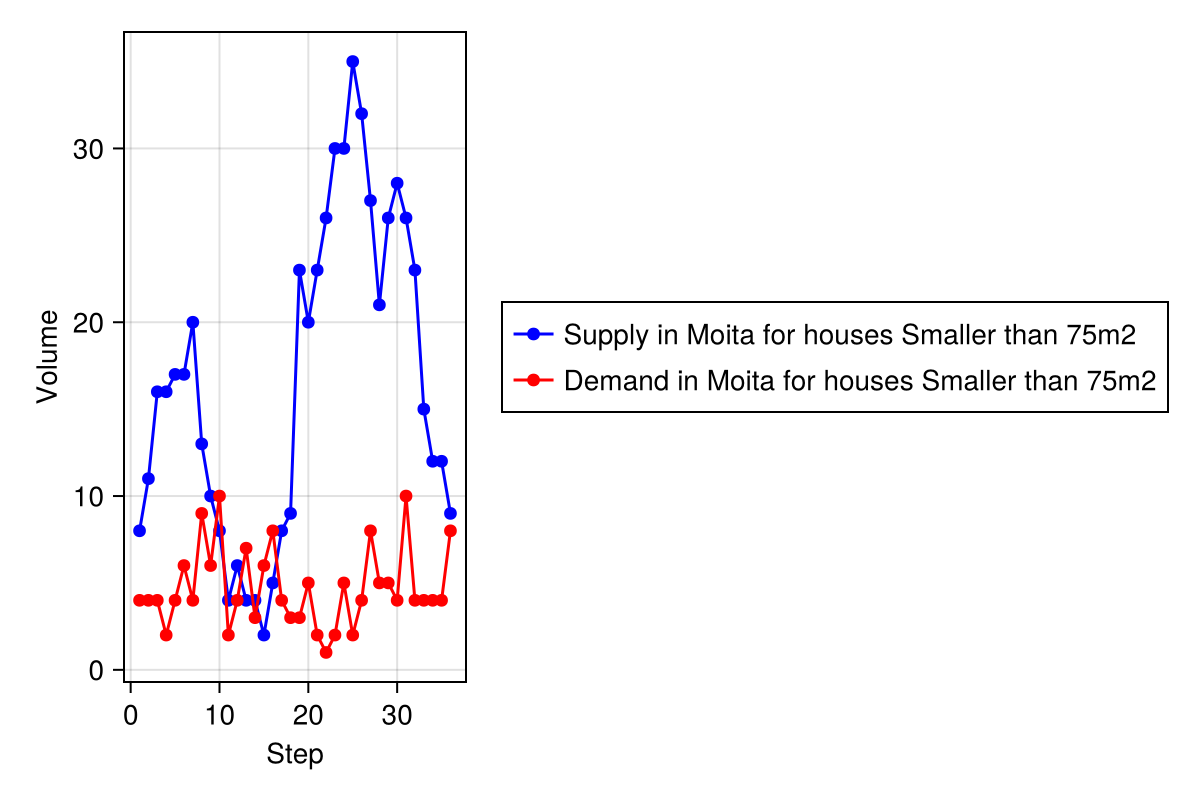 Volume
30
20
10
0
0 10 20 30
Step
Supply in Moita for houses Smaller than 75m2
Demand in Moita for houses Smaller than 75m2